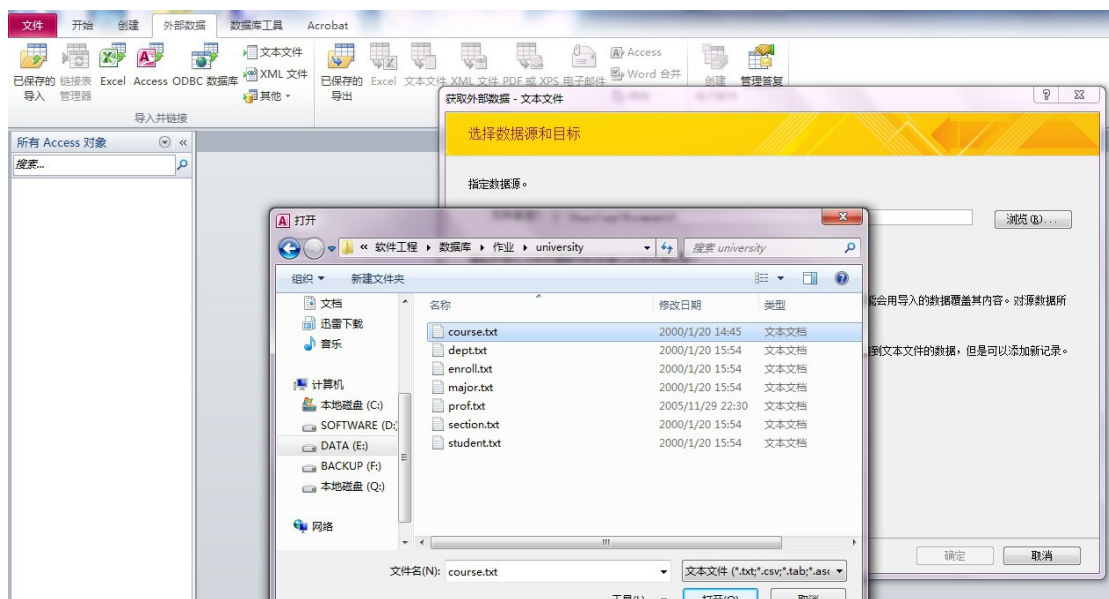 文件 开始 创建 外部数据 数据库工具 Acrobat
已保存的导入 链接表管理器 Excel Access ODBC 数据库 文本文件 XML 文件 其他 已保存的导出 Excel 文本文件 XML 文件 PDF 或 XPS 电子邮件 Access Word 合并 创建 管理答复
导入并链接
获取外部数据 - 文本文件
选择数据源和目标
所有 Access 对象
搜索...
指定数据源。
浏览(R)...
打开
« 软件工程 数据库 作业 university
搜索 university
组织 新建文件夹
能会用导入的数据覆盖其内容。对源数据所
到文本文件的数据，但是可以添加新记录。
文档
迅雷下载
音乐
计算机
本地磁盘 (C:)
SOFTWARE (D:)
DATA (E:)
BACKUP (F:)
本地磁盘 (Q:)
网络
名称 修改日期 类型
course.txt 2000/1/20 14:45 文本文档
dept.txt 2000/1/20 15:54 文本文档
enroll.txt 2000/1/20 15:54 文本文档
major.txt 2000/1/20 15:54 文本文档
prof.txt 2005/11/29 22:30 文本文档
section.txt 2000/1/20 15:54 文本文档
student.txt 2000/1/20 15:54 文本文档
确定 取消
文件名(N): course.txt 文本文件 (*.txt;*.csv;*.tab;*.asc
工具(L) 打开(O) 取消